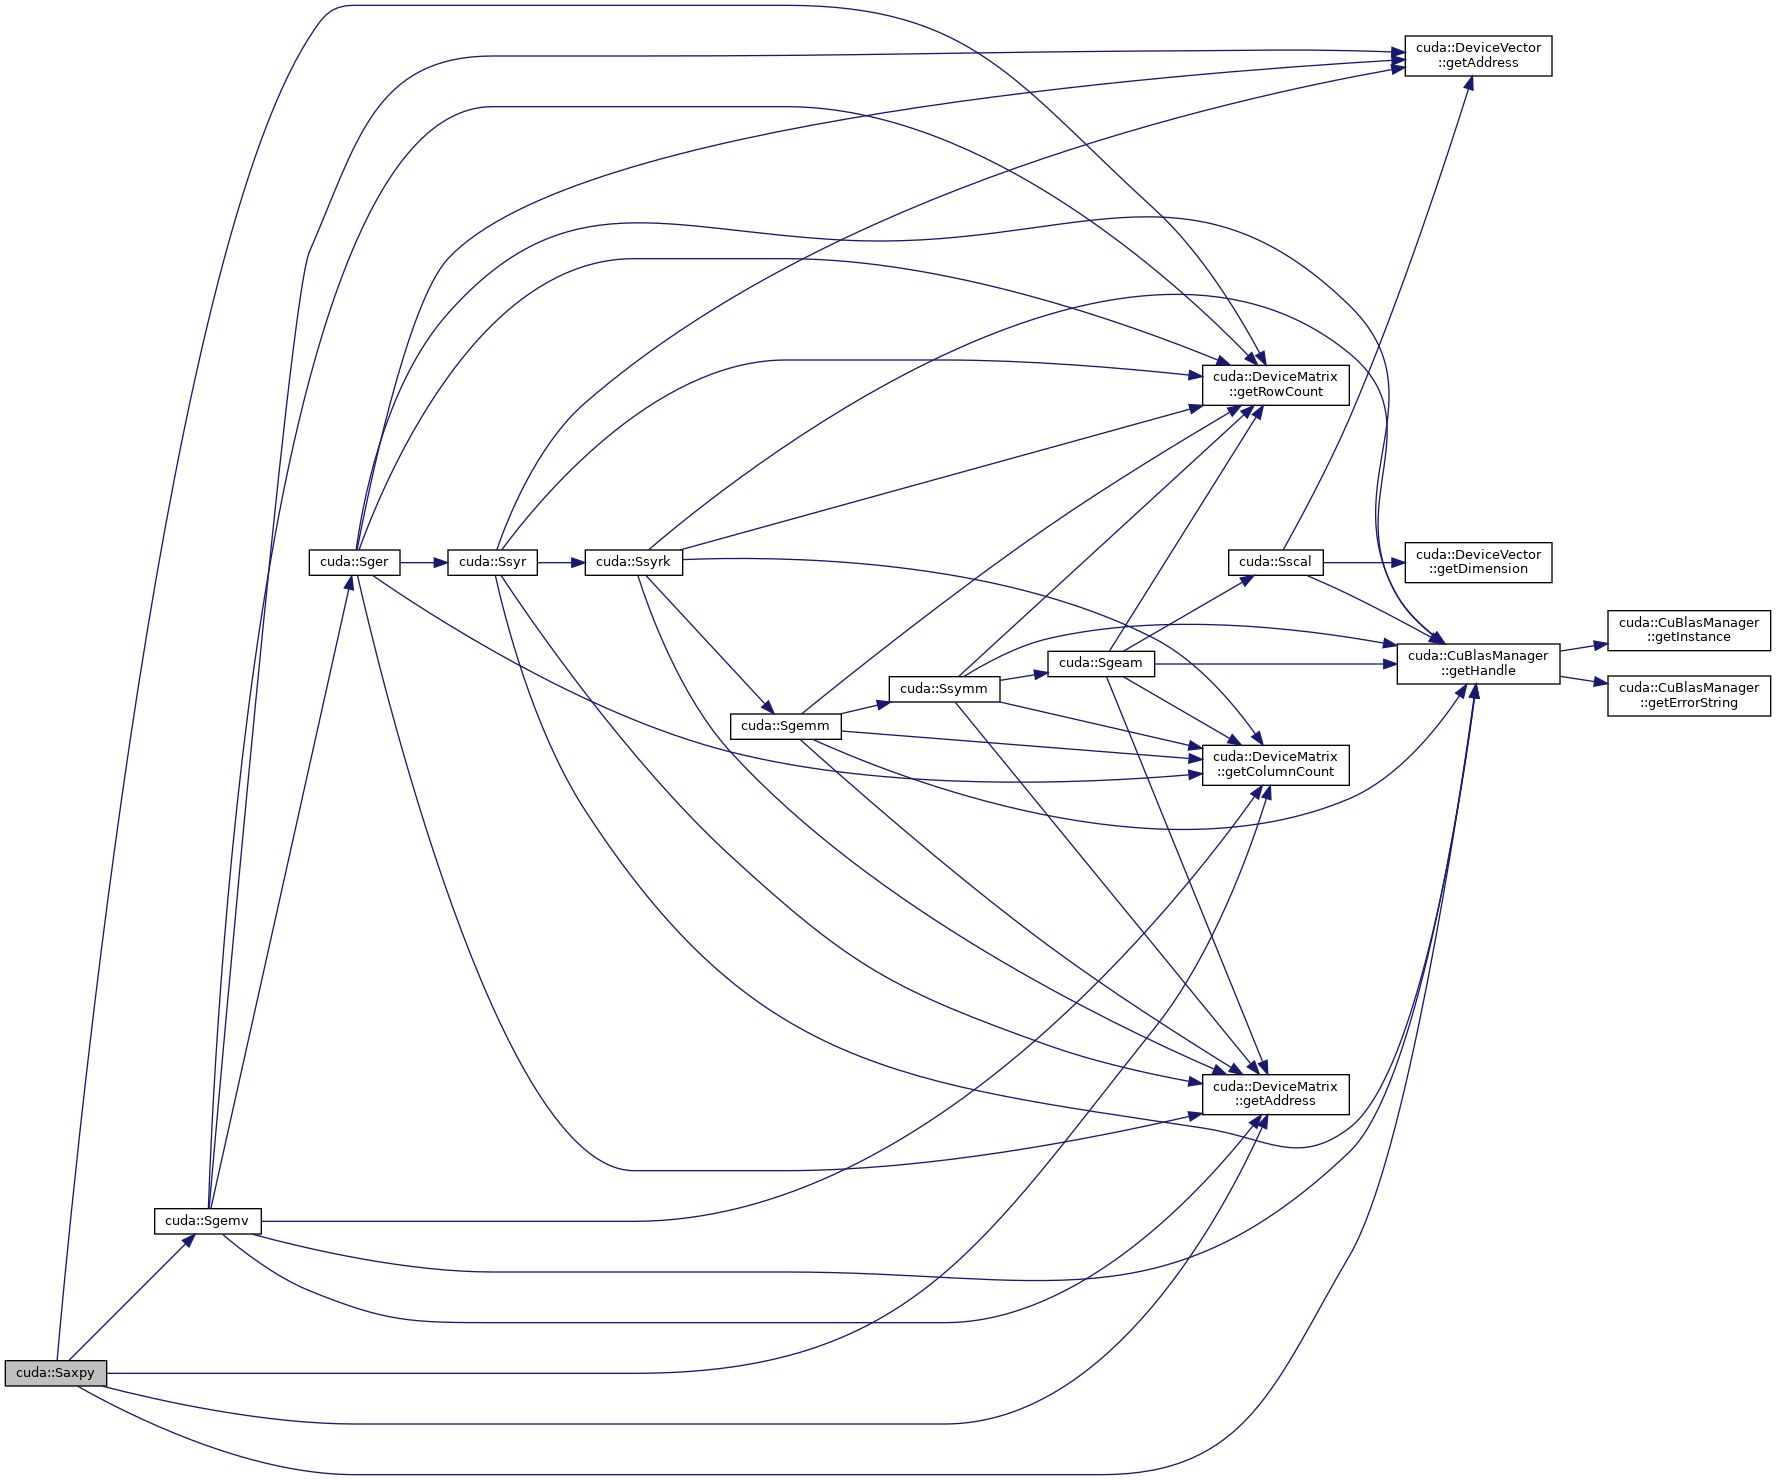 cuda::DeviceVector
::getAddress
cuda::DeviceMatrix
::getRowCount
cuda::Sger
cuda::Ssyr
cuda::Ssyrk
cuda::Sscal
cuda::DeviceVector
::getDimension
cuda::CuBlasManager
::getInstance
cuda::CuBlasManager
::getHandle
cuda::Sgeam
cuda::Ssymm
cuda::CuBlasManager
::getErrorString
cuda::Sgemm
cuda::DeviceMatrix
::getColumnCount
cuda::DeviceMatrix
::getAddress
cuda::Sgemv
cuda::Saxpy